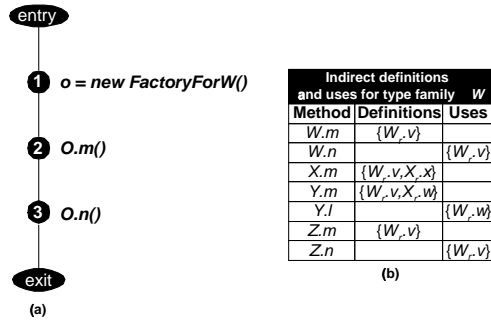 entry
1 o = new FactoryForW()
2 O.m()
3 O.n()
exit
(a)
Indirect definitions
and uses for type family W
Method Definitions Uses
W.m {Wr.v}
W.n {Wr.v}
X.m {Wr.v,Xr.x}
Y.m {Wr.v,Xr.w}
Y.l {Wr.w}
Z.m {Wr.v}
Z.n {Wr.v}
(b)